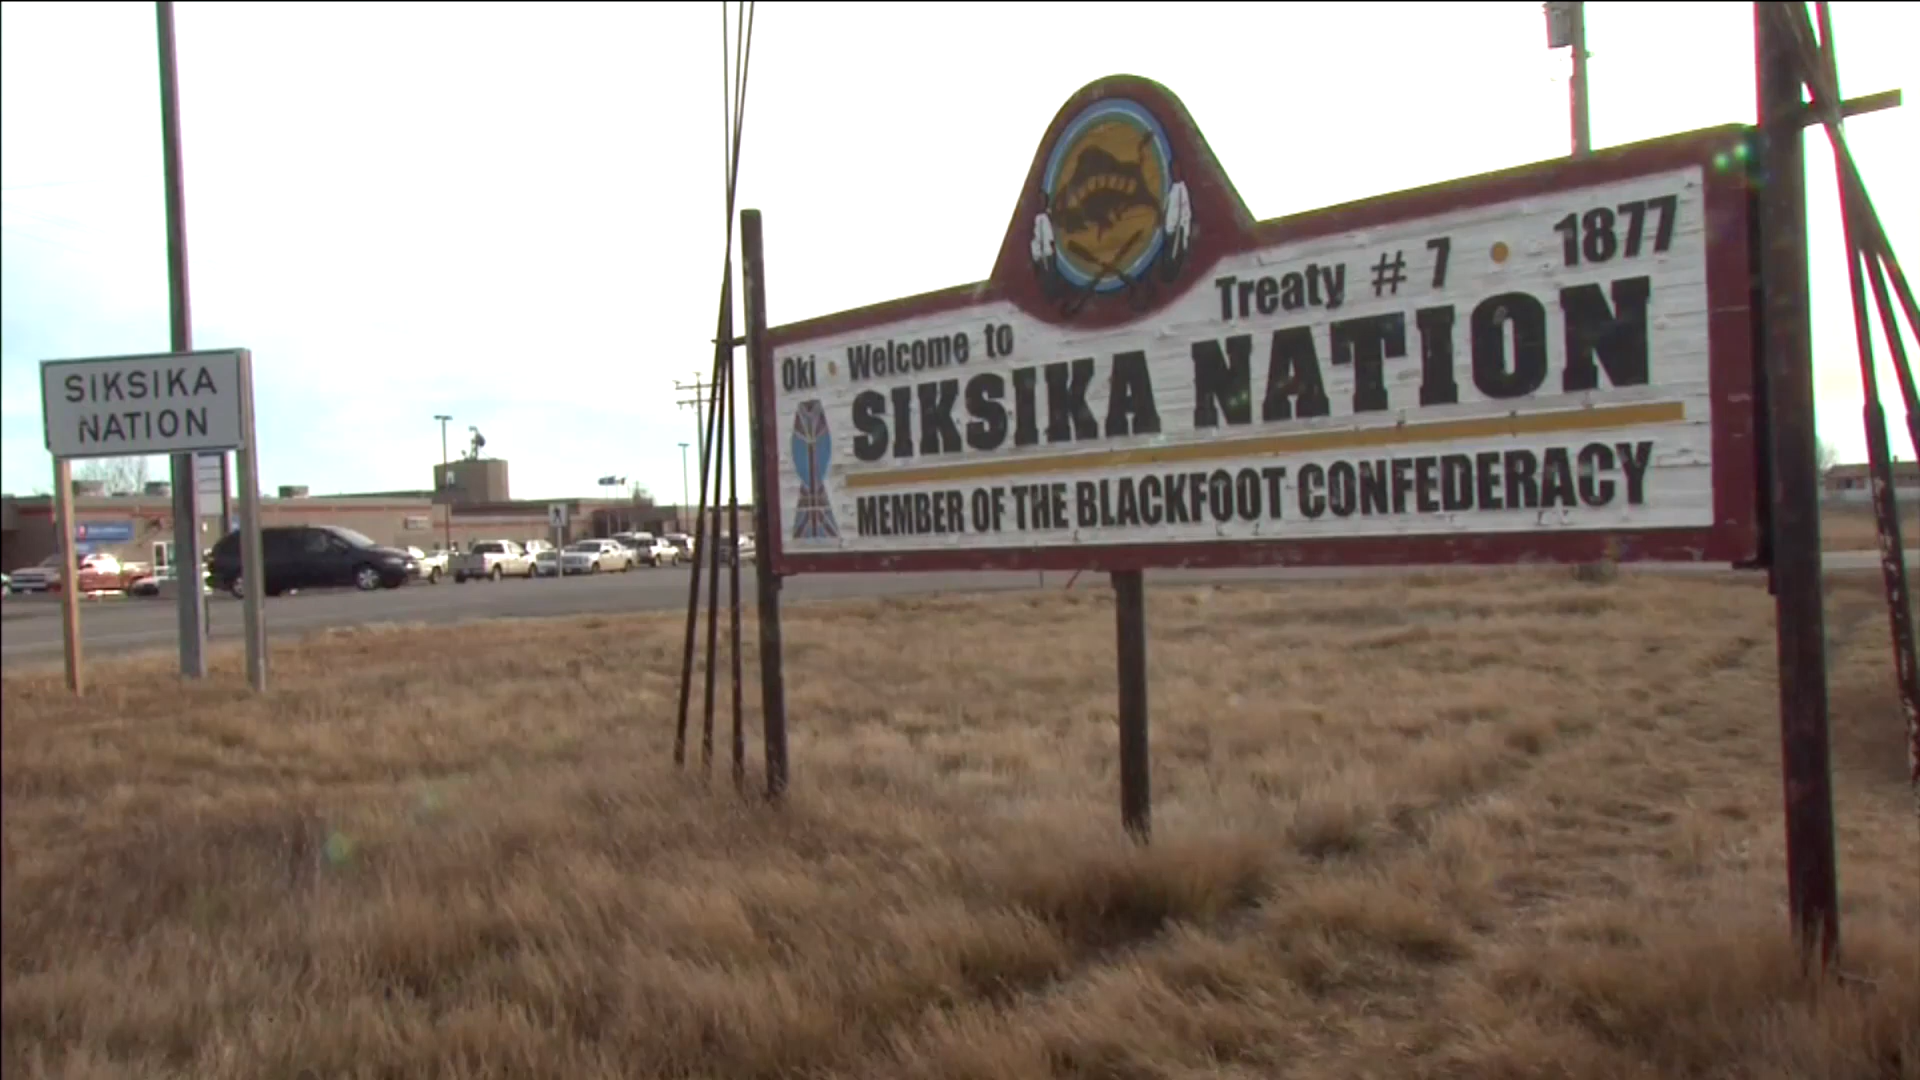 SIKSIKA
NATION
Oki • Welcome to
Treaty # 7 • 1877
SIKSIKA NATION
MEMBER OF THE BLACKFOOT CONFEDERACY